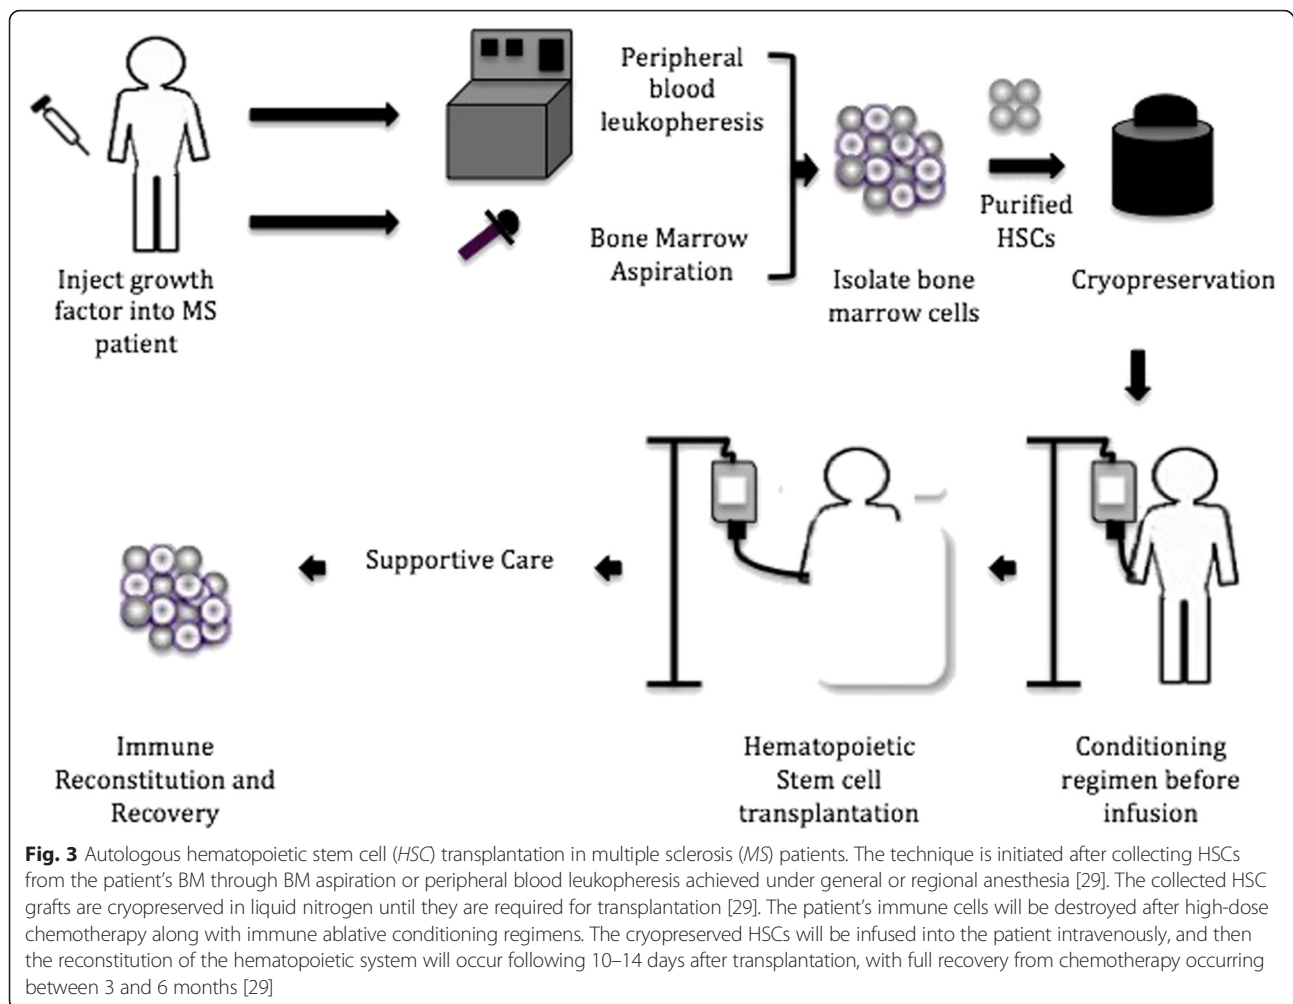 Peripheral
blood
leukopheresis
Bone Marrow
Aspiration
Purified
HSCs
Inject growth
factor into MS
patient
Isolate bone
marrow cells
Cryopreservation
Supportive Care
Immune
Reconstitution and
Recovery
Hematopoietic
Stem cell
transplantation
Conditioning
regimen before
infusion
Fig. 3 Autologous hematopoietic stem cell (HSC) transplantation in multiple sclerosis (MS) patients. The technique is initiated after collecting HSCs
from the patient's BM through BM aspiration or peripheral blood leukopheresis achieved under general or regional anesthesia [29]. The collected HSC
grafts are cryopreserved in liquid nitrogen until they are required for transplantation [29]. The patient's immune cells will be destroyed after high-dose
chemotherapy along with immune ablative conditioning regimens. The cryopreserved HSCs will be infused into the patient intravenously, and then
the reconstitution of the hematopoietic system will occur following 10–14 days after transplantation, with full recovery from chemotherapy occurring
between 3 and 6 months [29]